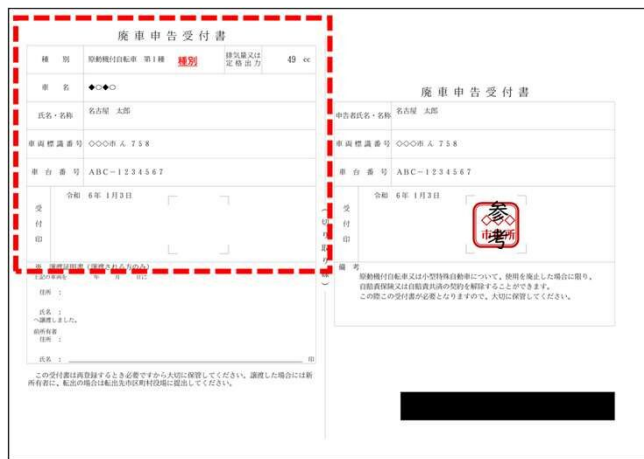 廃車申告受付書
種別 原動機付自転車 第1種 種別 排気量又は定格出力 49 cc
車名 ◆○◆○
氏名・名称 名古屋 太郎
車両標識番号 ○○○市 ん 758
車台番号 ABC-1234567
受付印 令和 6年 1月3日
譲渡証明書(譲渡される方のみ)
上記の車両を 年 月 日に
住所 :
氏名 :
へ譲渡しました。
前所有者
住所 :
氏名 : 印
この受付書は再登録するとき必要ですから大切に保管してください。譲渡した場合には新
所有者に、転出の場合は転出先市区町村役場に提出してください。
(切り取り線)
廃車申告受付書
申告者氏名・名称 名古屋 太郎
車両標識番号 ○○○市 ん 758
車台番号 ABC-1234567
受付印 令和 6年 1月3日
参考
備考
原動機付自転車又は小型特殊自動車について、使用を廃止した場合に限り、
自賠責保険又は自賠責共済の契約を解除することができます。
この際この受付書が必要となりますので、大切に保管してください。